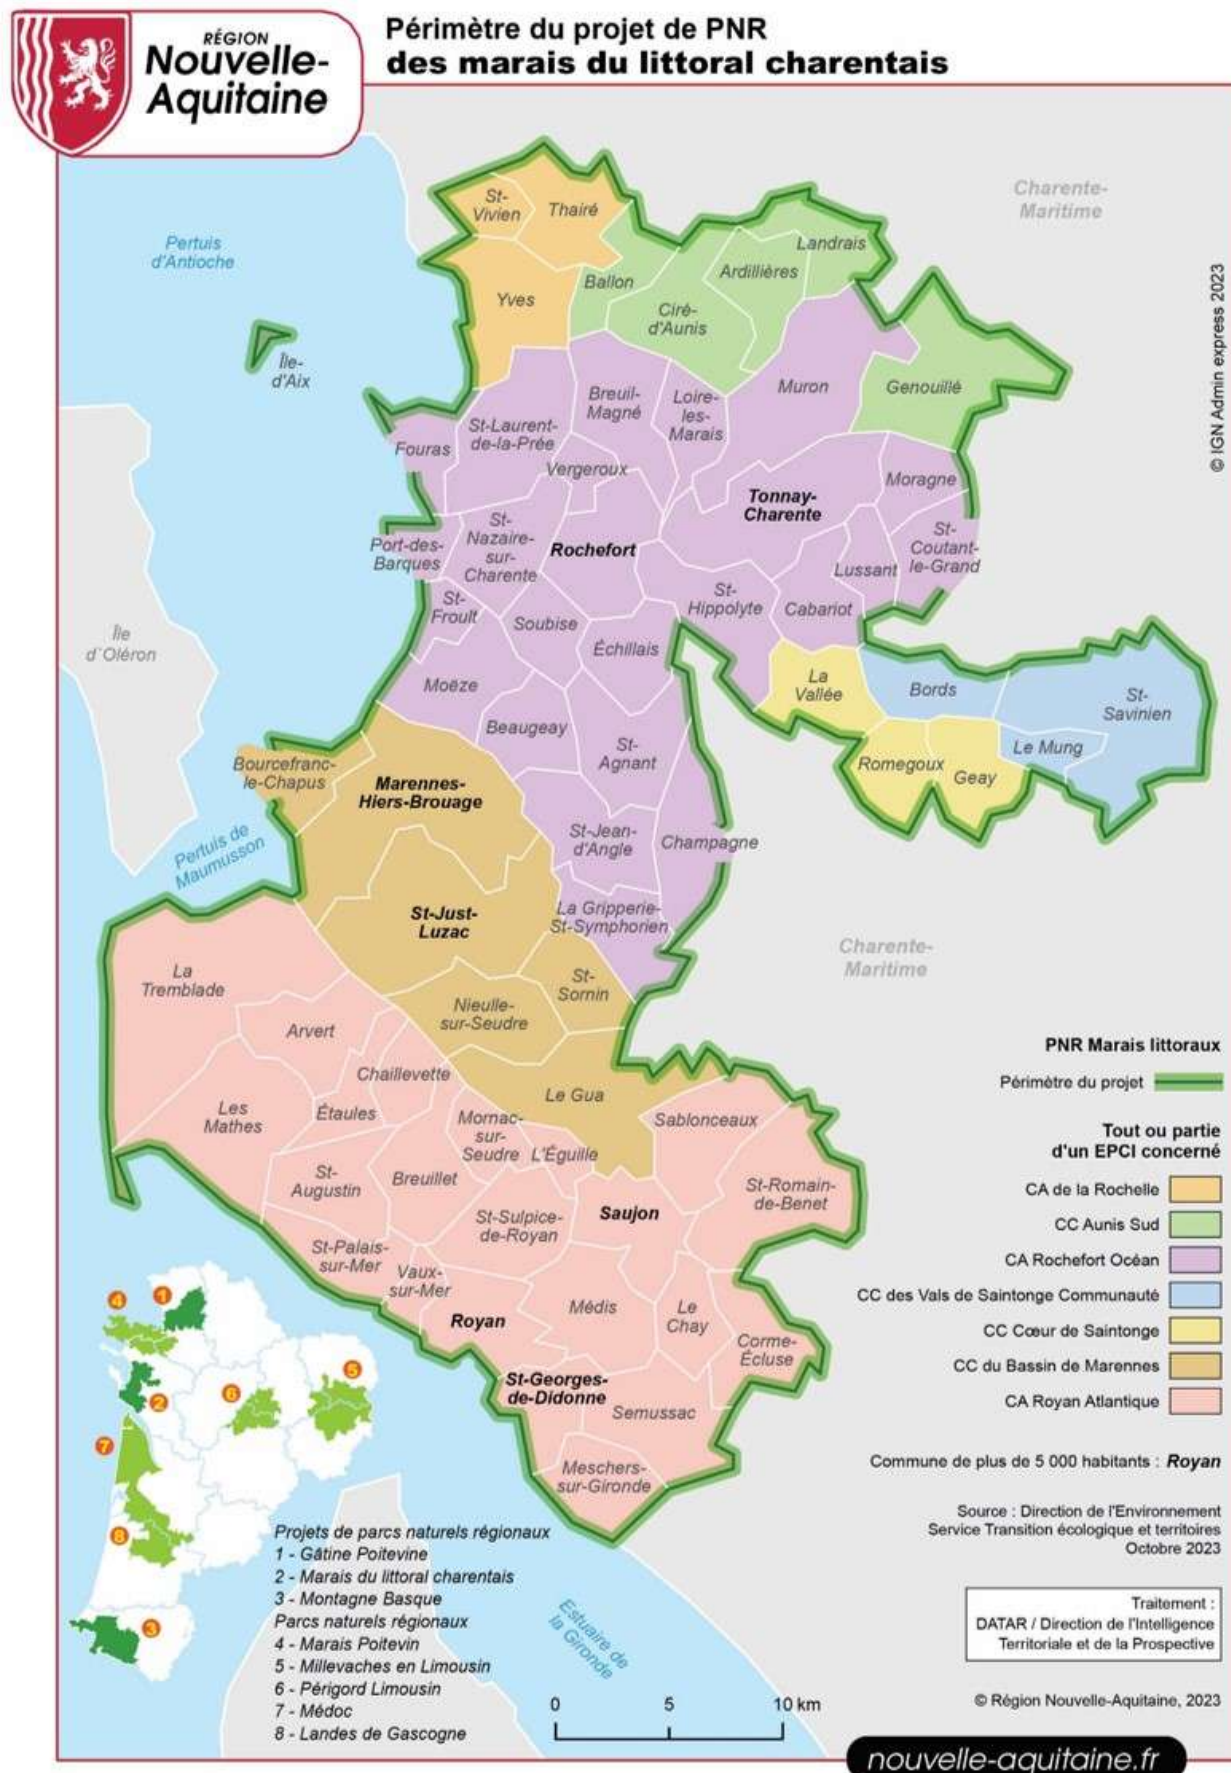 RÉGION
Nouvelle-
Aquitaine
Périmètre du projet de PNR
des marais du littoral charentais
Charente-
Maritime
© IGN Admin express 2023
Pertuis
d'Antioche
Île-
d'Aix
St-
Vivien
Thairé
Yves
Ballon
Landrais
Ardillières
Ciré-
d'Aunis
Genouillé
Muron
Breuil-
Magné
Loire-
les-
Marais
St-Laurent-
de-la-Prée
Fouras
Vergeroux
Moragne
Tonnay-
Charente
St-
Coutant-
le-Grand
St-
Nazaire-
sur-
Charente
Rochefort
Port-des-
Barques
Lussant
St-
Hippolyte
Cabariot
St-
Froult
Soubise
Échillais
Île
d'Oléron
Moëze
La
Vallée
Bords
St-
Savinien
Beaugeay
St-
Agnant
Le Mung
Romegoux
Geay
Bourcefranc-
le-Chapus
Marennes-
Hiers-Brouage
Pertuis de
Maumusson
St-Jean-
d'Angle
Champagne
St-Just-
Luzac
La Gripperie-
St-Symphorien
Charente-
Maritime
La
Tremblade
St-
Sornin
Nieulle-
sur-Seudre
Arvert
Chaillevette
Le Gua
Les
Mathes
Étaules
Mornac-
sur-
Seudre
L'Éguille
Sablonceaux
St-
Augustin
Breuillet
St-Romain-
de-Benet
St-Sulpice-
de-Royan
Saujon
St-Palais-
sur-Mer
Vaux-
sur-Mer
Royan
Médis
Le
Chay
Corme-
Écluse
St-Georges-
de-Didonne
Semussac
Meschers-
sur-Gironde
Estuaire de
la Gironde
PNR Marais littoraux
Périmètre du projet
Tout ou partie
d'un EPCI concerné
CA de la Rochelle
CC Aunis Sud
CA Rochefort Océan
CC des Vals de Saintonge Communauté
CC Cœur de Saintonge
CC du Bassin de Marennes
CA Royan Atlantique
Commune de plus de 5 000 habitants : Royan
Source : Direction de l'Environnement
Service Transition écologique et territoires
Octobre 2023
Traitement :
DATAR / Direction de l'Intelligence
Territoriale et de la Prospective
© Région Nouvelle-Aquitaine, 2023
4
1
5
6
2
7
8
3
Projets de parcs naturels régionaux
1 - Gâtine Poitevine
2 - Marais du littoral charentais
3 - Montagne Basque
Parcs naturels régionaux
4 - Marais Poitevin
5 - Millevaches en Limousin
6 - Périgord Limousin
7 - Médoc
8 - Landes de Gascogne
0 5 10 km
nouvelle-aquitaine.fr